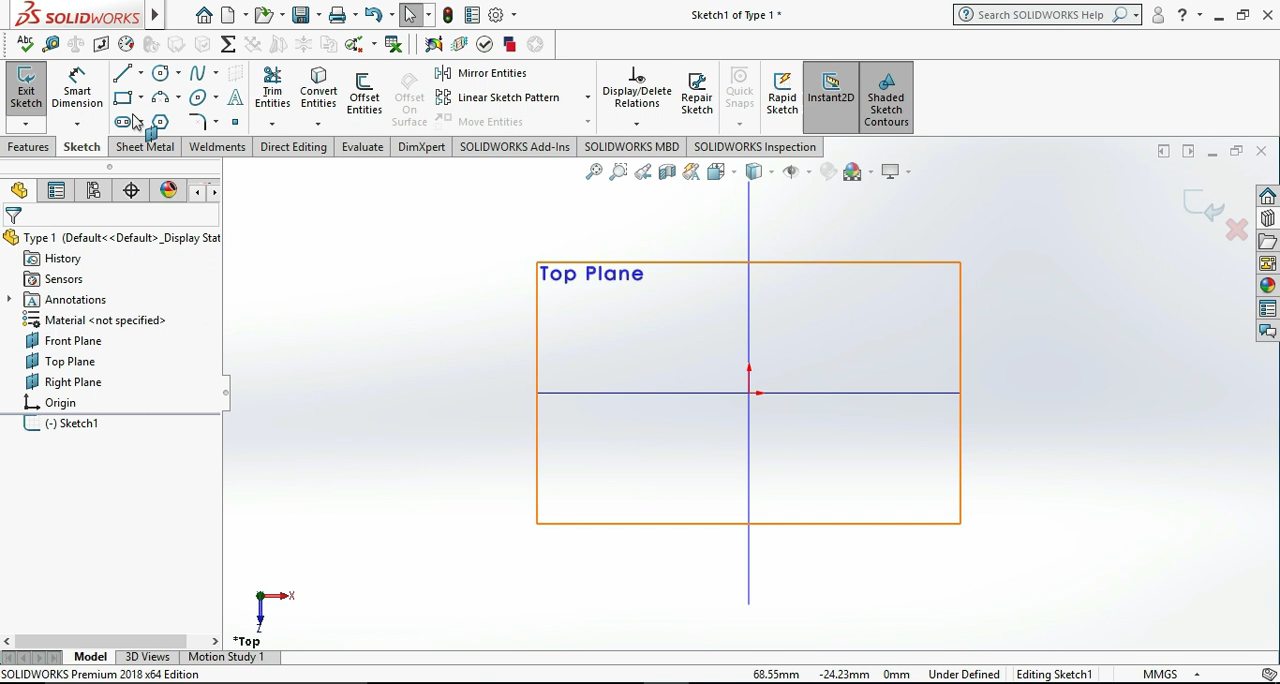 SOLIDWORKS
Sketch1 of Type 1 *
Search SOLIDWORKS Help
Exit Sketch
Smart Dimension
Trim Entities
Convert Entities
Offset Entities
Offset On Surface
Mirror Entities
Linear Sketch Pattern
Move Entities
Display/Delete Relations
Repair Sketch
Quick Snaps
Rapid Sketch
Instant2D
Shaded Sketch Contours
Features
Sketch
Sheet Metal
Weldments
Direct Editing
Evaluate
DimXpert
SOLIDWORKS Add-Ins
SOLIDWORKS MBD
SOLIDWORKS Inspection
Type 1 (Default<<Default>_Display Stat
History
Sensors
Annotations
Material <not specified>
Front Plane
Top Plane
Right Plane
Origin
(-) Sketch1
Top Plane
X
Z
*Top
Model
3D Views
Motion Study 1
SOLIDWORKS Premium 2018 x64 Edition
68.55mm
-24.23mm
0mm
Under Defined
Editing Sketch1
MMGS